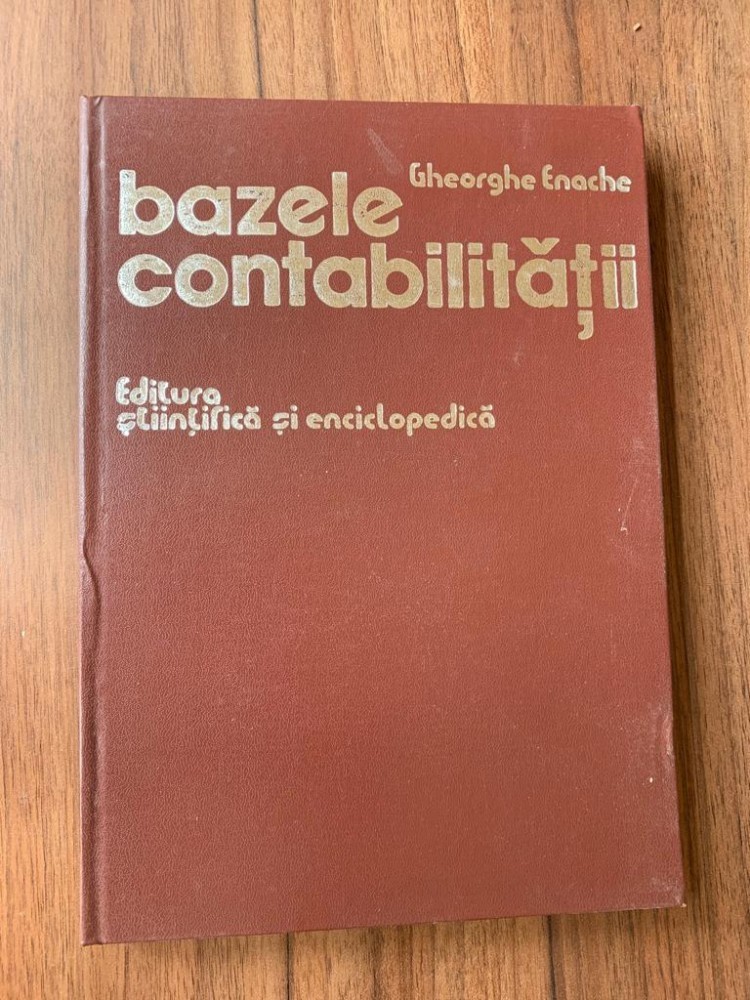 Gheorghe Enache
bazele
contabilității
Editura
științifică și enciclopedică